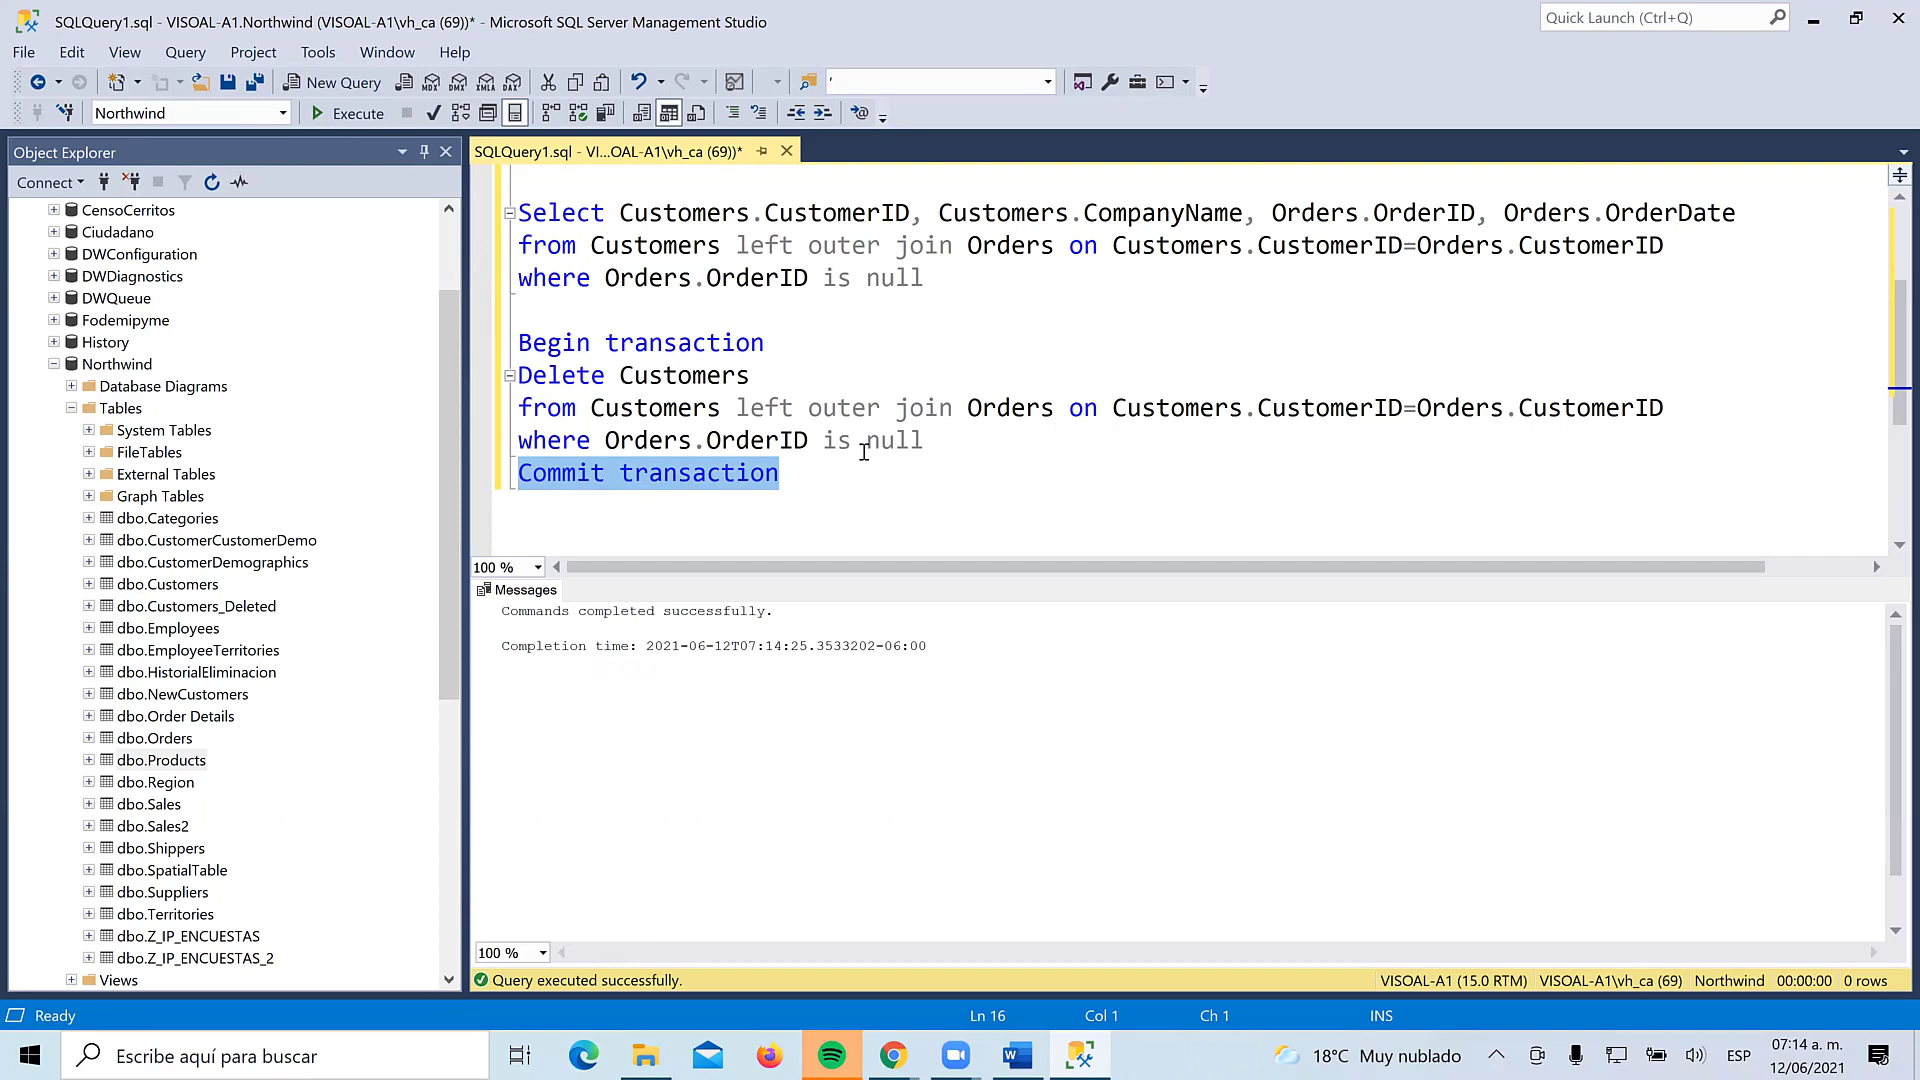 SQLQuery1.sql - VISOAL-A1.Northwind (VISOAL-A1\vh_ca (69))* - Microsoft SQL Server Management Studio
Quick Launch (Ctrl+Q)
File Edit View Query Project Tools Window Help
New Query MDX DMX XMLA DAX '
Northwind Execute
Object Explorer
SQLQuery1.sql - VI...OAL-A1\vh_ca (69))*
Connect
CensoCerritos
Ciudadano
DWConfiguration
DWDiagnostics
DWQueue
Fodemipyme
History
Northwind
Database Diagrams
Tables
System Tables
FileTables
External Tables
Graph Tables
dbo.Categories
dbo.CustomerCustomerDemo
dbo.CustomerDemographics
dbo.Customers
dbo.Customers_Deleted
dbo.Employees
dbo.EmployeeTerritories
dbo.HistorialEliminacion
dbo.NewCustomers
dbo.Order Details
dbo.Orders
dbo.Products
dbo.Region
dbo.Sales
dbo.Sales2
dbo.Shippers
dbo.SpatialTable
dbo.Suppliers
dbo.Territories
dbo.Z_IP_ENCUESTAS
dbo.Z_IP_ENCUESTAS_2
Views
Select Customers.CustomerID, Customers.CompanyName, Orders.OrderID, Orders.OrderDate
from Customers left outer join Orders on Customers.CustomerID=Orders.CustomerID
where Orders.OrderID is null
Begin transaction
Delete Customers
from Customers left outer join Orders on Customers.CustomerID=Orders.CustomerID
where Orders.OrderID is null
Commit transaction
100 %
Messages
Commands completed successfully.
Completion time: 2021-06-12T07:14:25.3533202-06:00
100 %
Query executed successfully. VISOAL-A1 (15.0 RTM) VISOAL-A1\vh_ca (69) Northwind 00:00:00 0 rows
Ready Ln 16 Col 1 Ch 1 INS
Escribe aquí para buscar
18°C Muy nublado
ESP
07:14 a. m.
12/06/2021